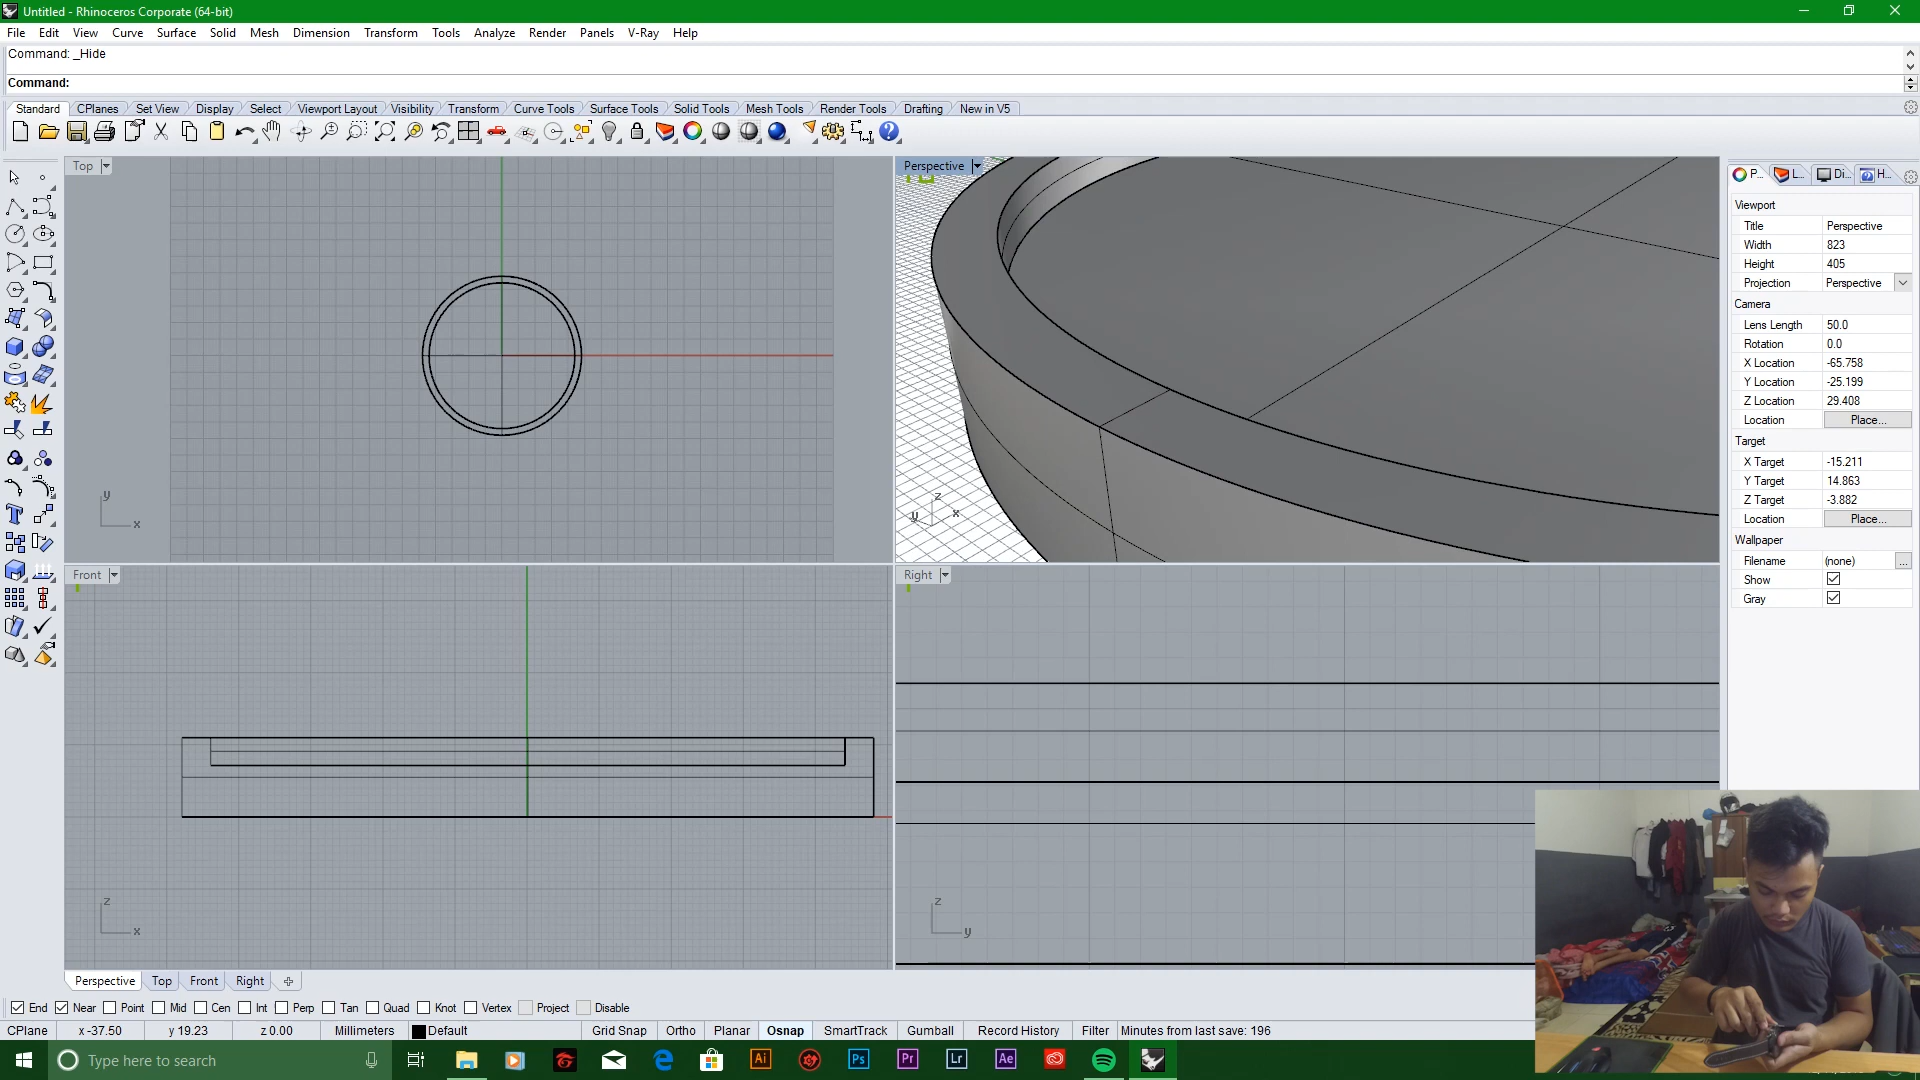 Untitled - Rhinoceros Corporate (64-bit)
File Edit View Curve Surface Solid Mesh Dimension Transform Tools Analyze Render Panels V-Ray Help
Command: _Hide
Command:
Standard CPlanes Set View Display Select Viewport Layout Visibility Transform Curve Tools Surface Tools Solid Tools Mesh Tools Render Tools Drafting New in V5
Top
Perspective
P... L... Di... H...
Viewport
Title Perspective
Width 823
Height 405
Projection Perspective
Camera
Lens Length 50.0
Rotation 0.0
X Location -65.758
Y Location -25.199
Z Location 29.408
Location Place...
Target
X Target -15.211
Y Target 14.863
Z Target -3.882
Location Place...
Wallpaper
Filename (none) ...
Show
Gray
y
x
z
y x
Front
Right
z
x
z
y
Perspective Top Front Right
End Near Point Mid Cen Int Perp Tan Quad Knot Vertex Project Disable
CPlane x -37.50 y 19.23 z 0.00 Millimeters Default Grid Snap Ortho Planar Osnap SmartTrack Gumball Record History Filter Minutes from last save: 196
Type here to search
Ai Ps Pr Lr Ae